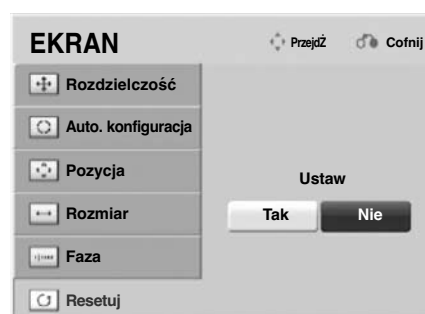 EKRAN PrzejdŹ Cofnij
Rozdzielczość
Auto. konfiguracja
Pozycja
Rozmiar
Faza
Resetuj
Ustaw
Tak Nie